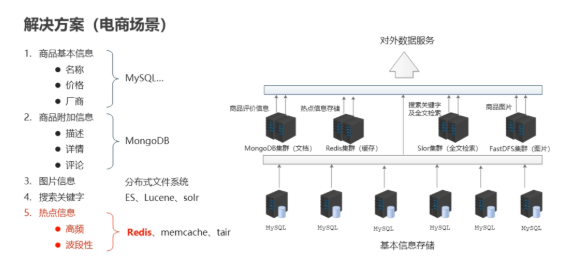 解决方案（电商场景）
1. 商品基本信息
● 名称
● 价格
● 厂商
MySQL...
2. 商品附加信息
● 描述
● 详情
● 评论
MongoDB
3. 图片信息 分布式文件系统
4. 搜索关键字 ES、Lucene、solr
5. 热点信息
● 高频
● 波段性
Redis、memcache、tair
对外数据服务
商品评价信息
热点信息存储
搜索关键字
及全文检索
商品图片
MongoDB集群（文档）
Redis集群（缓存）
Slor集群（全文检索）
FastDFS集群（图片）
MySQL
MySQL
MySQL
MySQL
MySQL
MySQL
基本信息存储